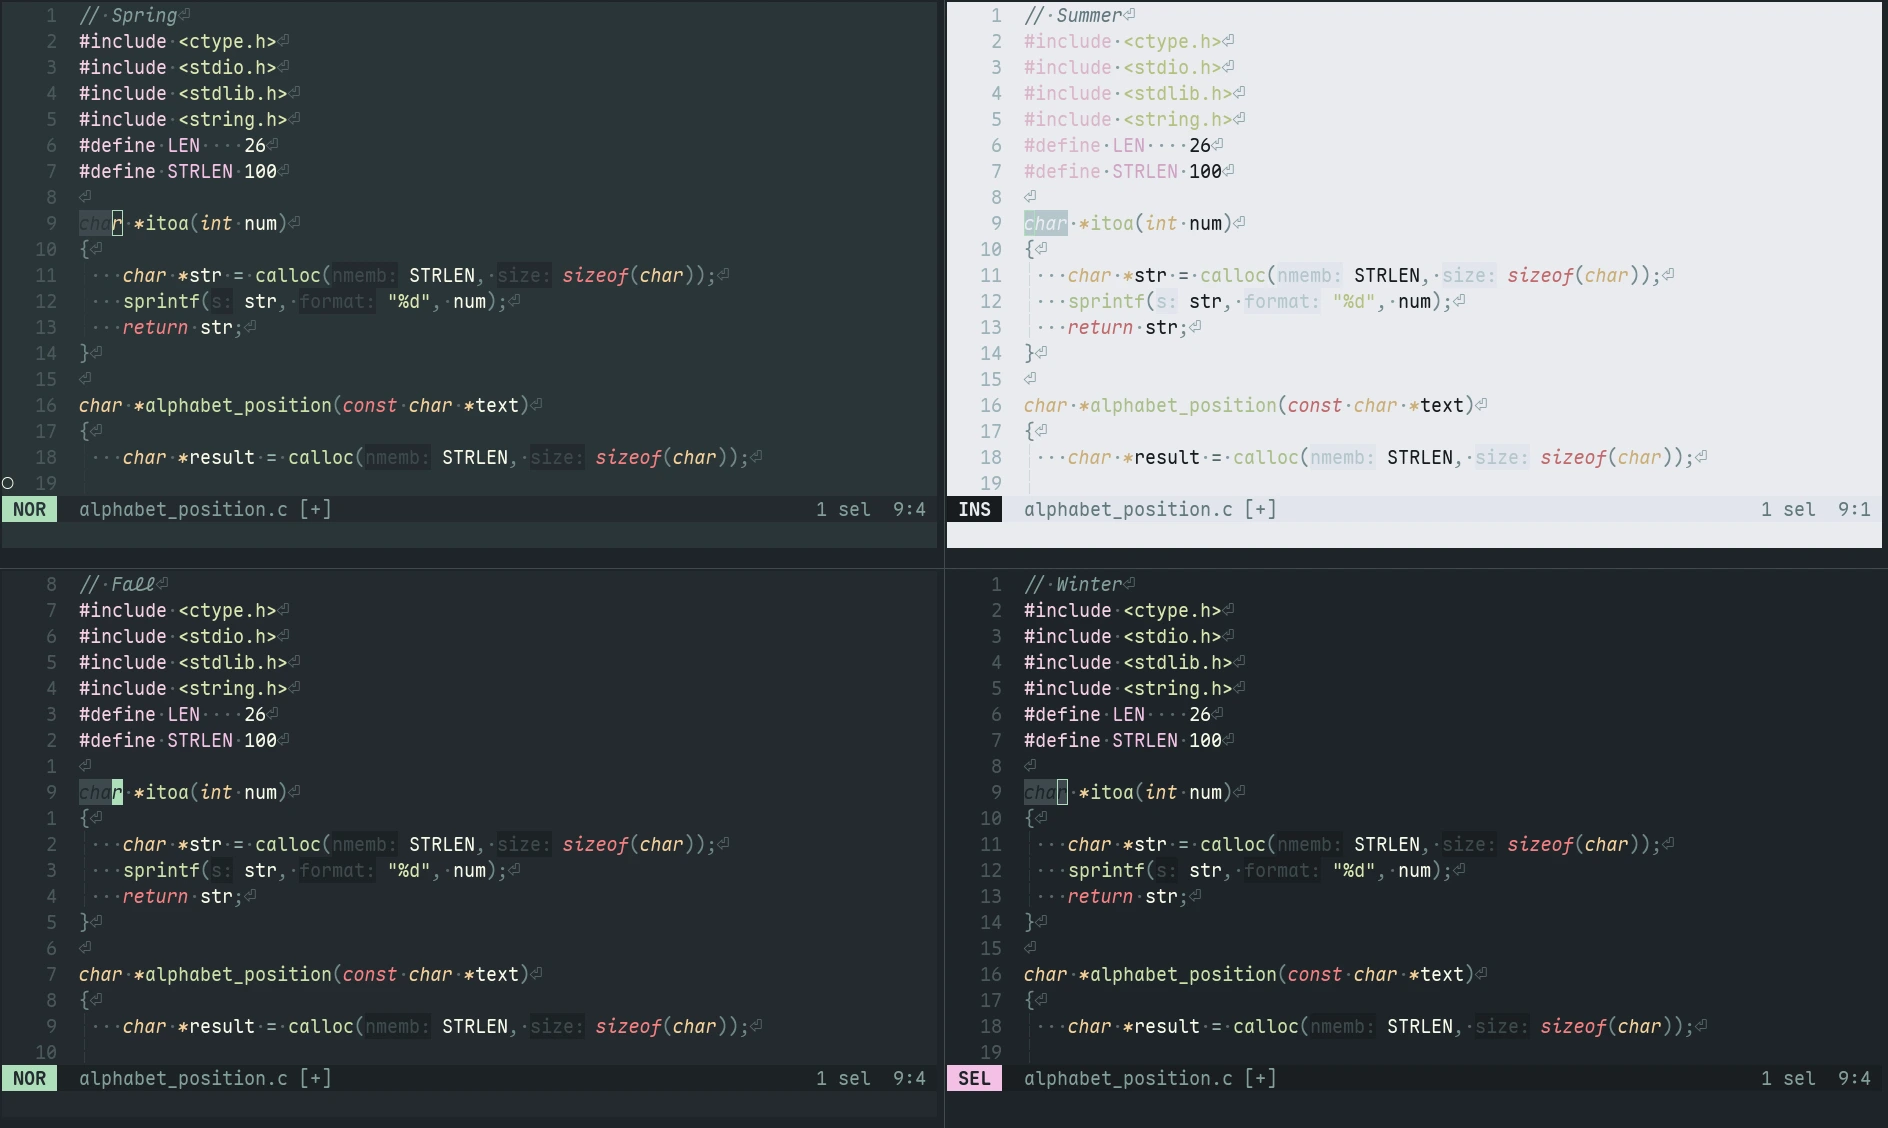 1 // Spring
2 #include <ctype.h>
3 #include <stdio.h>
4 #include <stdlib.h>
5 #include <string.h>
6 #define LEN    26
7 #define STRLEN 100
8
9 char *itoa(int num)
10 {
11     char *str = calloc(nmemb: STRLEN, size: sizeof(char));
12     sprintf(s: str, format: "%d", num);
13     return str;
14 }
15
16 char *alphabet_position(const char *text)
17 {
18     char *result = calloc(nmemb: STRLEN, size: sizeof(char));
19
NOR alphabet_position.c [+] 1 sel 9:4
1 // Summer
2 #include <ctype.h>
3 #include <stdio.h>
4 #include <stdlib.h>
5 #include <string.h>
6 #define LEN    26
7 #define STRLEN 100
8
9 char *itoa(int num)
10 {
11     char *str = calloc(nmemb: STRLEN, size: sizeof(char));
12     sprintf(s: str, format: "%d", num);
13     return str;
14 }
15
16 char *alphabet_position(const char *text)
17 {
18     char *result = calloc(nmemb: STRLEN, size: sizeof(char));
19
INS alphabet_position.c [+] 1 sel 9:1
8 // Fall
7 #include <ctype.h>
6 #include <stdio.h>
5 #include <stdlib.h>
4 #include <string.h>
3 #define LEN    26
2 #define STRLEN 100
1
9 char *itoa(int num)
1 {
2     char *str = calloc(nmemb: STRLEN, size: sizeof(char));
3     sprintf(s: str, format: "%d", num);
4     return str;
5 }
6
7 char *alphabet_position(const char *text)
8 {
9     char *result = calloc(nmemb: STRLEN, size: sizeof(char));
10
NOR alphabet_position.c [+] 1 sel 9:4
1 // Winter
2 #include <ctype.h>
3 #include <stdio.h>
4 #include <stdlib.h>
5 #include <string.h>
6 #define LEN    26
7 #define STRLEN 100
8
9 char *itoa(int num)
10 {
11     char *str = calloc(nmemb: STRLEN, size: sizeof(char));
12     sprintf(s: str, format: "%d", num);
13     return str;
14 }
15
16 char *alphabet_position(const char *text)
17 {
18     char *result = calloc(nmemb: STRLEN, size: sizeof(char));
19
SEL alphabet_position.c [+] 1 sel 9:4